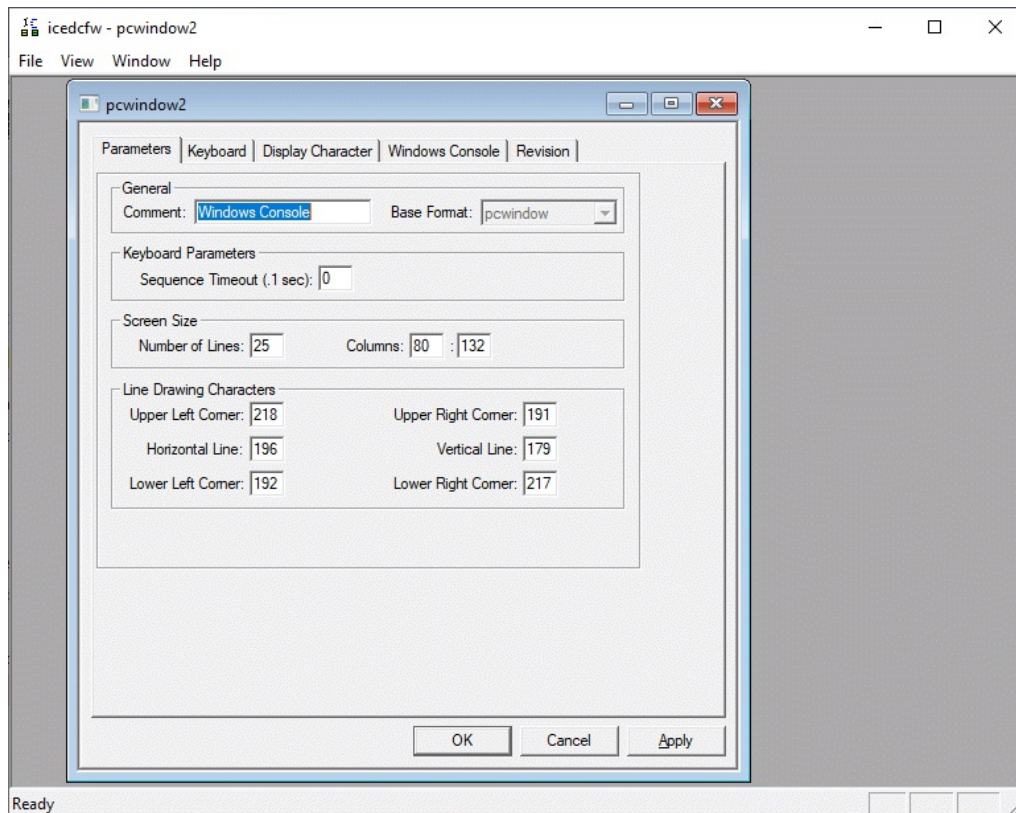 icedcfw - pcwindow2
File View Window Help
pcwindow2
Parameters Keyboard Display Character Windows Console Revision
General
Comment: Windows Console Base Format: pcwindow
Keyboard Parameters
Sequence Timeout (.1 sec): 0
Screen Size
Number of Lines: 25 Columns: 80 : 132
Line Drawing Characters
Upper Left Corner: 218 Upper Right Corner: 191
Horizontal Line: 196 Vertical Line: 179
Lower Left Corner: 192 Lower Right Corner: 217
OK Cancel Apply
Ready